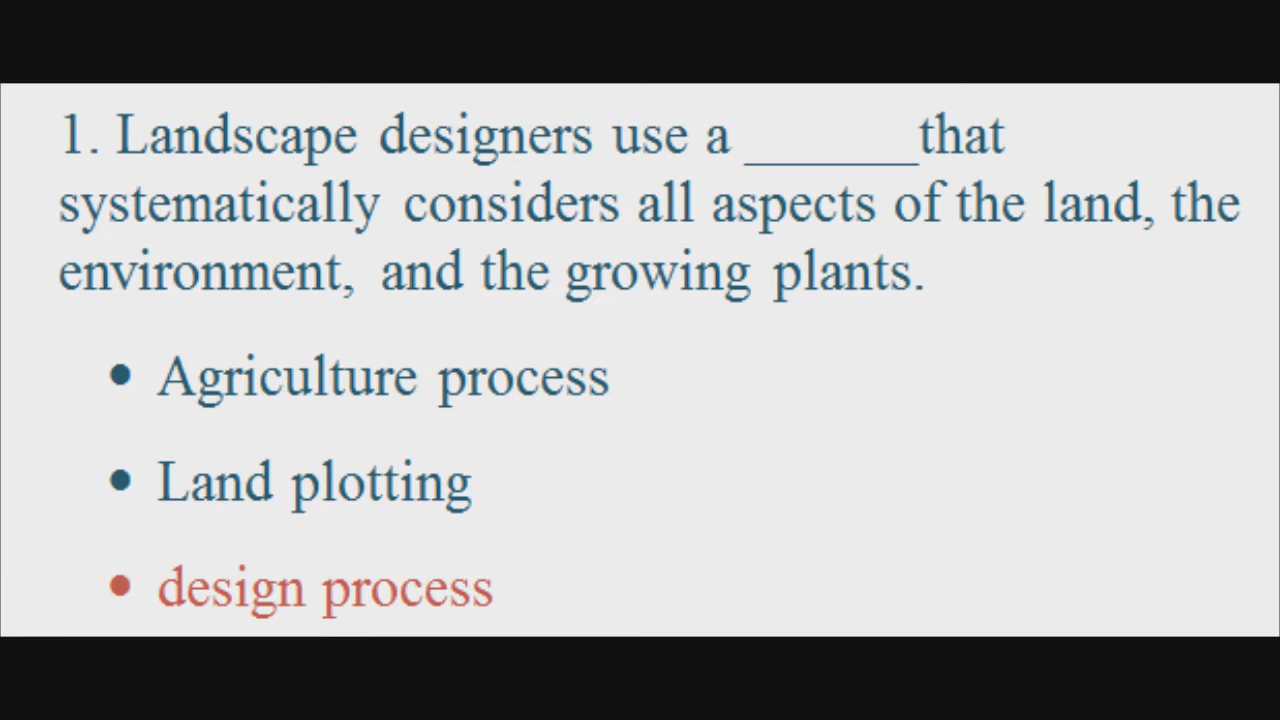 1. Landscape designers use a ______that
systematically considers all aspects of the land, the
environment, and the growing plants.
• Agriculture process
• Land plotting
• design process